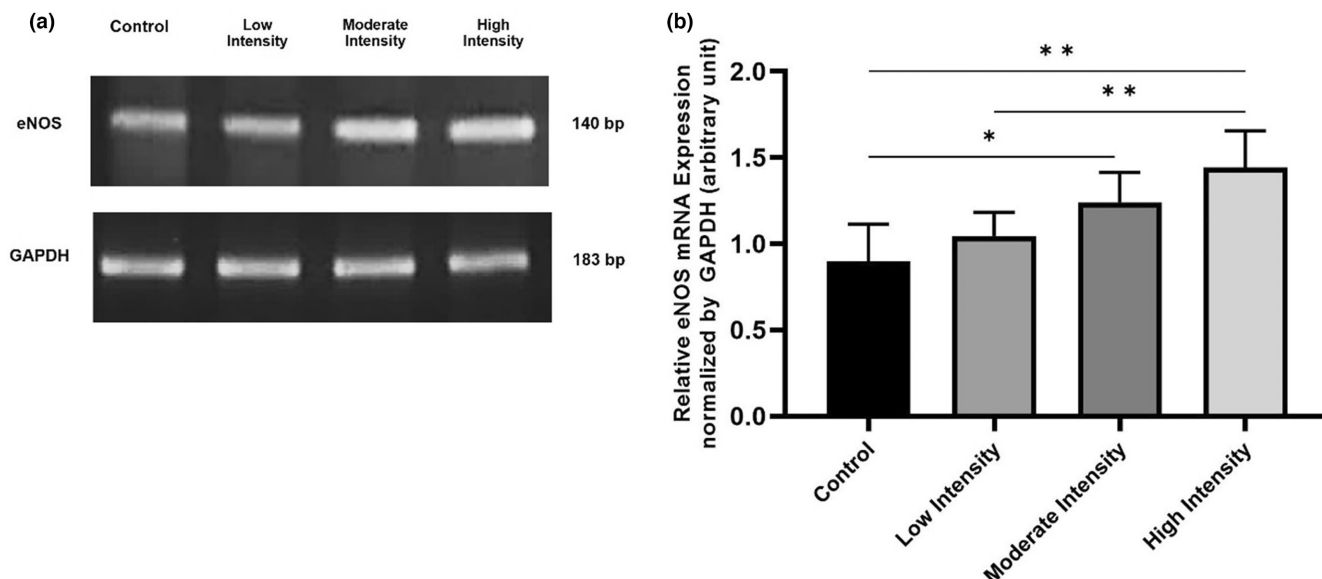 (a)
Control
Low
Intensity
Moderate
Intensity
High
Intensity
eNOS
140 bp
GAPDH
183 bp
(b)
Relative eNOS mRNA Expression
normalized by GAPDH (arbitrary unit)
2.0
1.5
1.0
0.5
0.0
**
**
*
Control
Low Intensity
Moderate Intensity
High Intensity